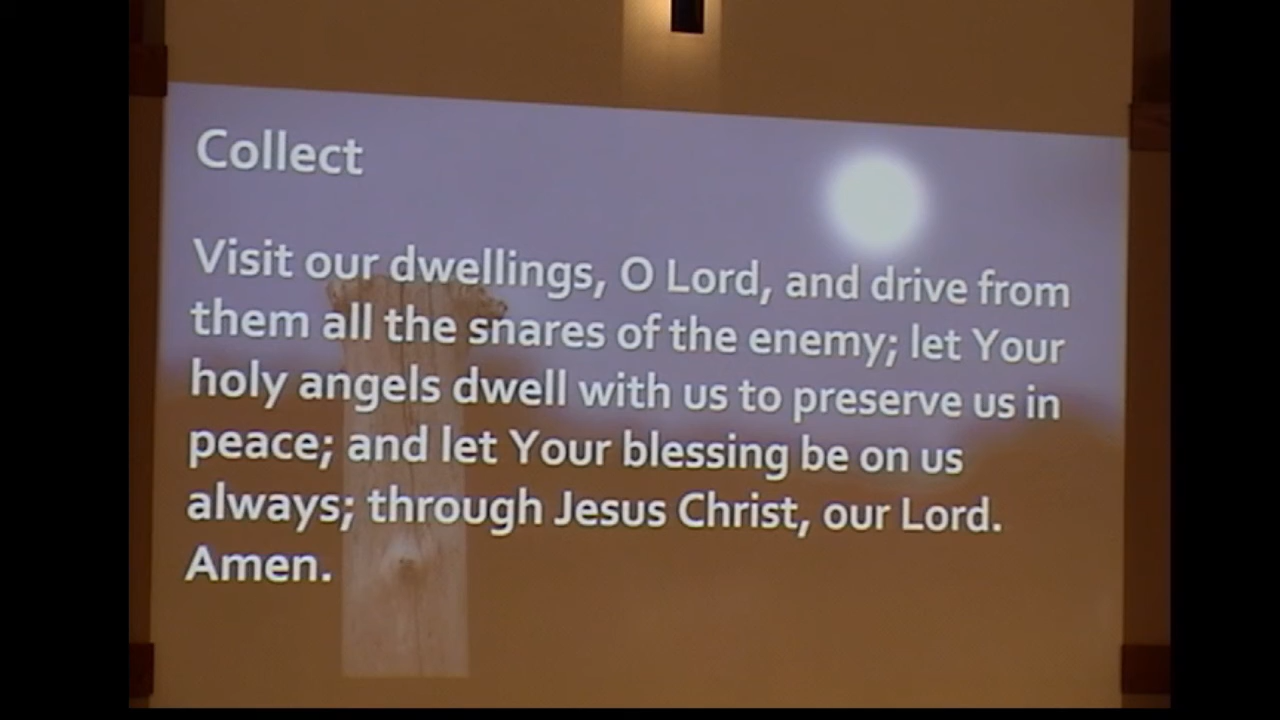 Collect
Visit our dwellings, O Lord, and drive from
them all the snares of the enemy; let Your
holy angels dwell with us to preserve us in
peace; and let Your blessing be on us
always; through Jesus Christ, our Lord.
Amen.